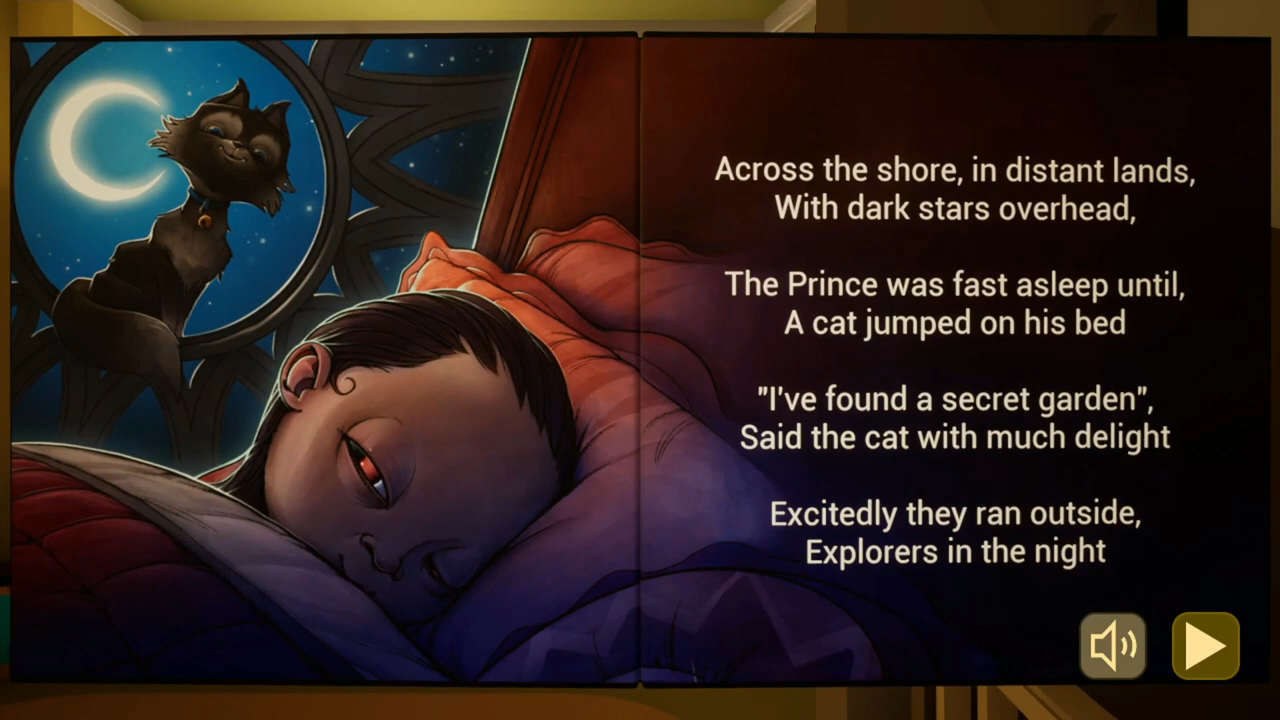 Across the shore, in distant lands,
With dark stars overhead,
The Prince was fast asleep until,
A cat jumped on his bed
"I've found a secret garden",
Said the cat with much delight
Excitedly they ran outside,
Explorers in the night